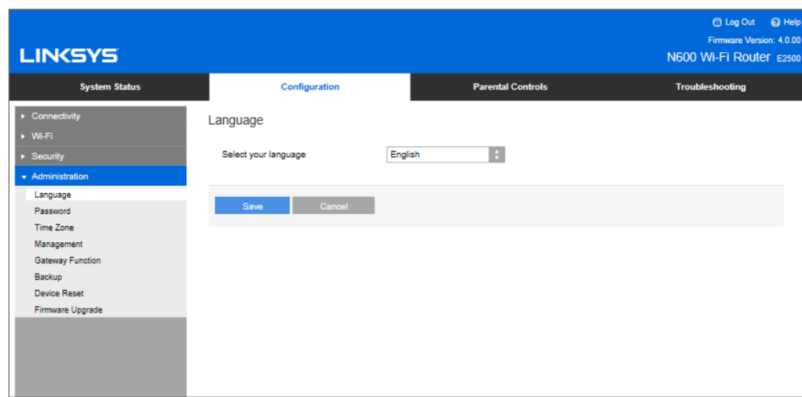 Log Out Help
Firmware Version: 4.0.00
LINKSYS
N600 Wi-Fi Router E2500
System Status Configuration Parental Controls Troubleshooting
Connectivity
Wi-Fi
Security
Administration
Language
Password
Time Zone
Management
Gateway Function
Backup
Device Reset
Firmware Upgrade
Language
Select your language English
Save Cancel